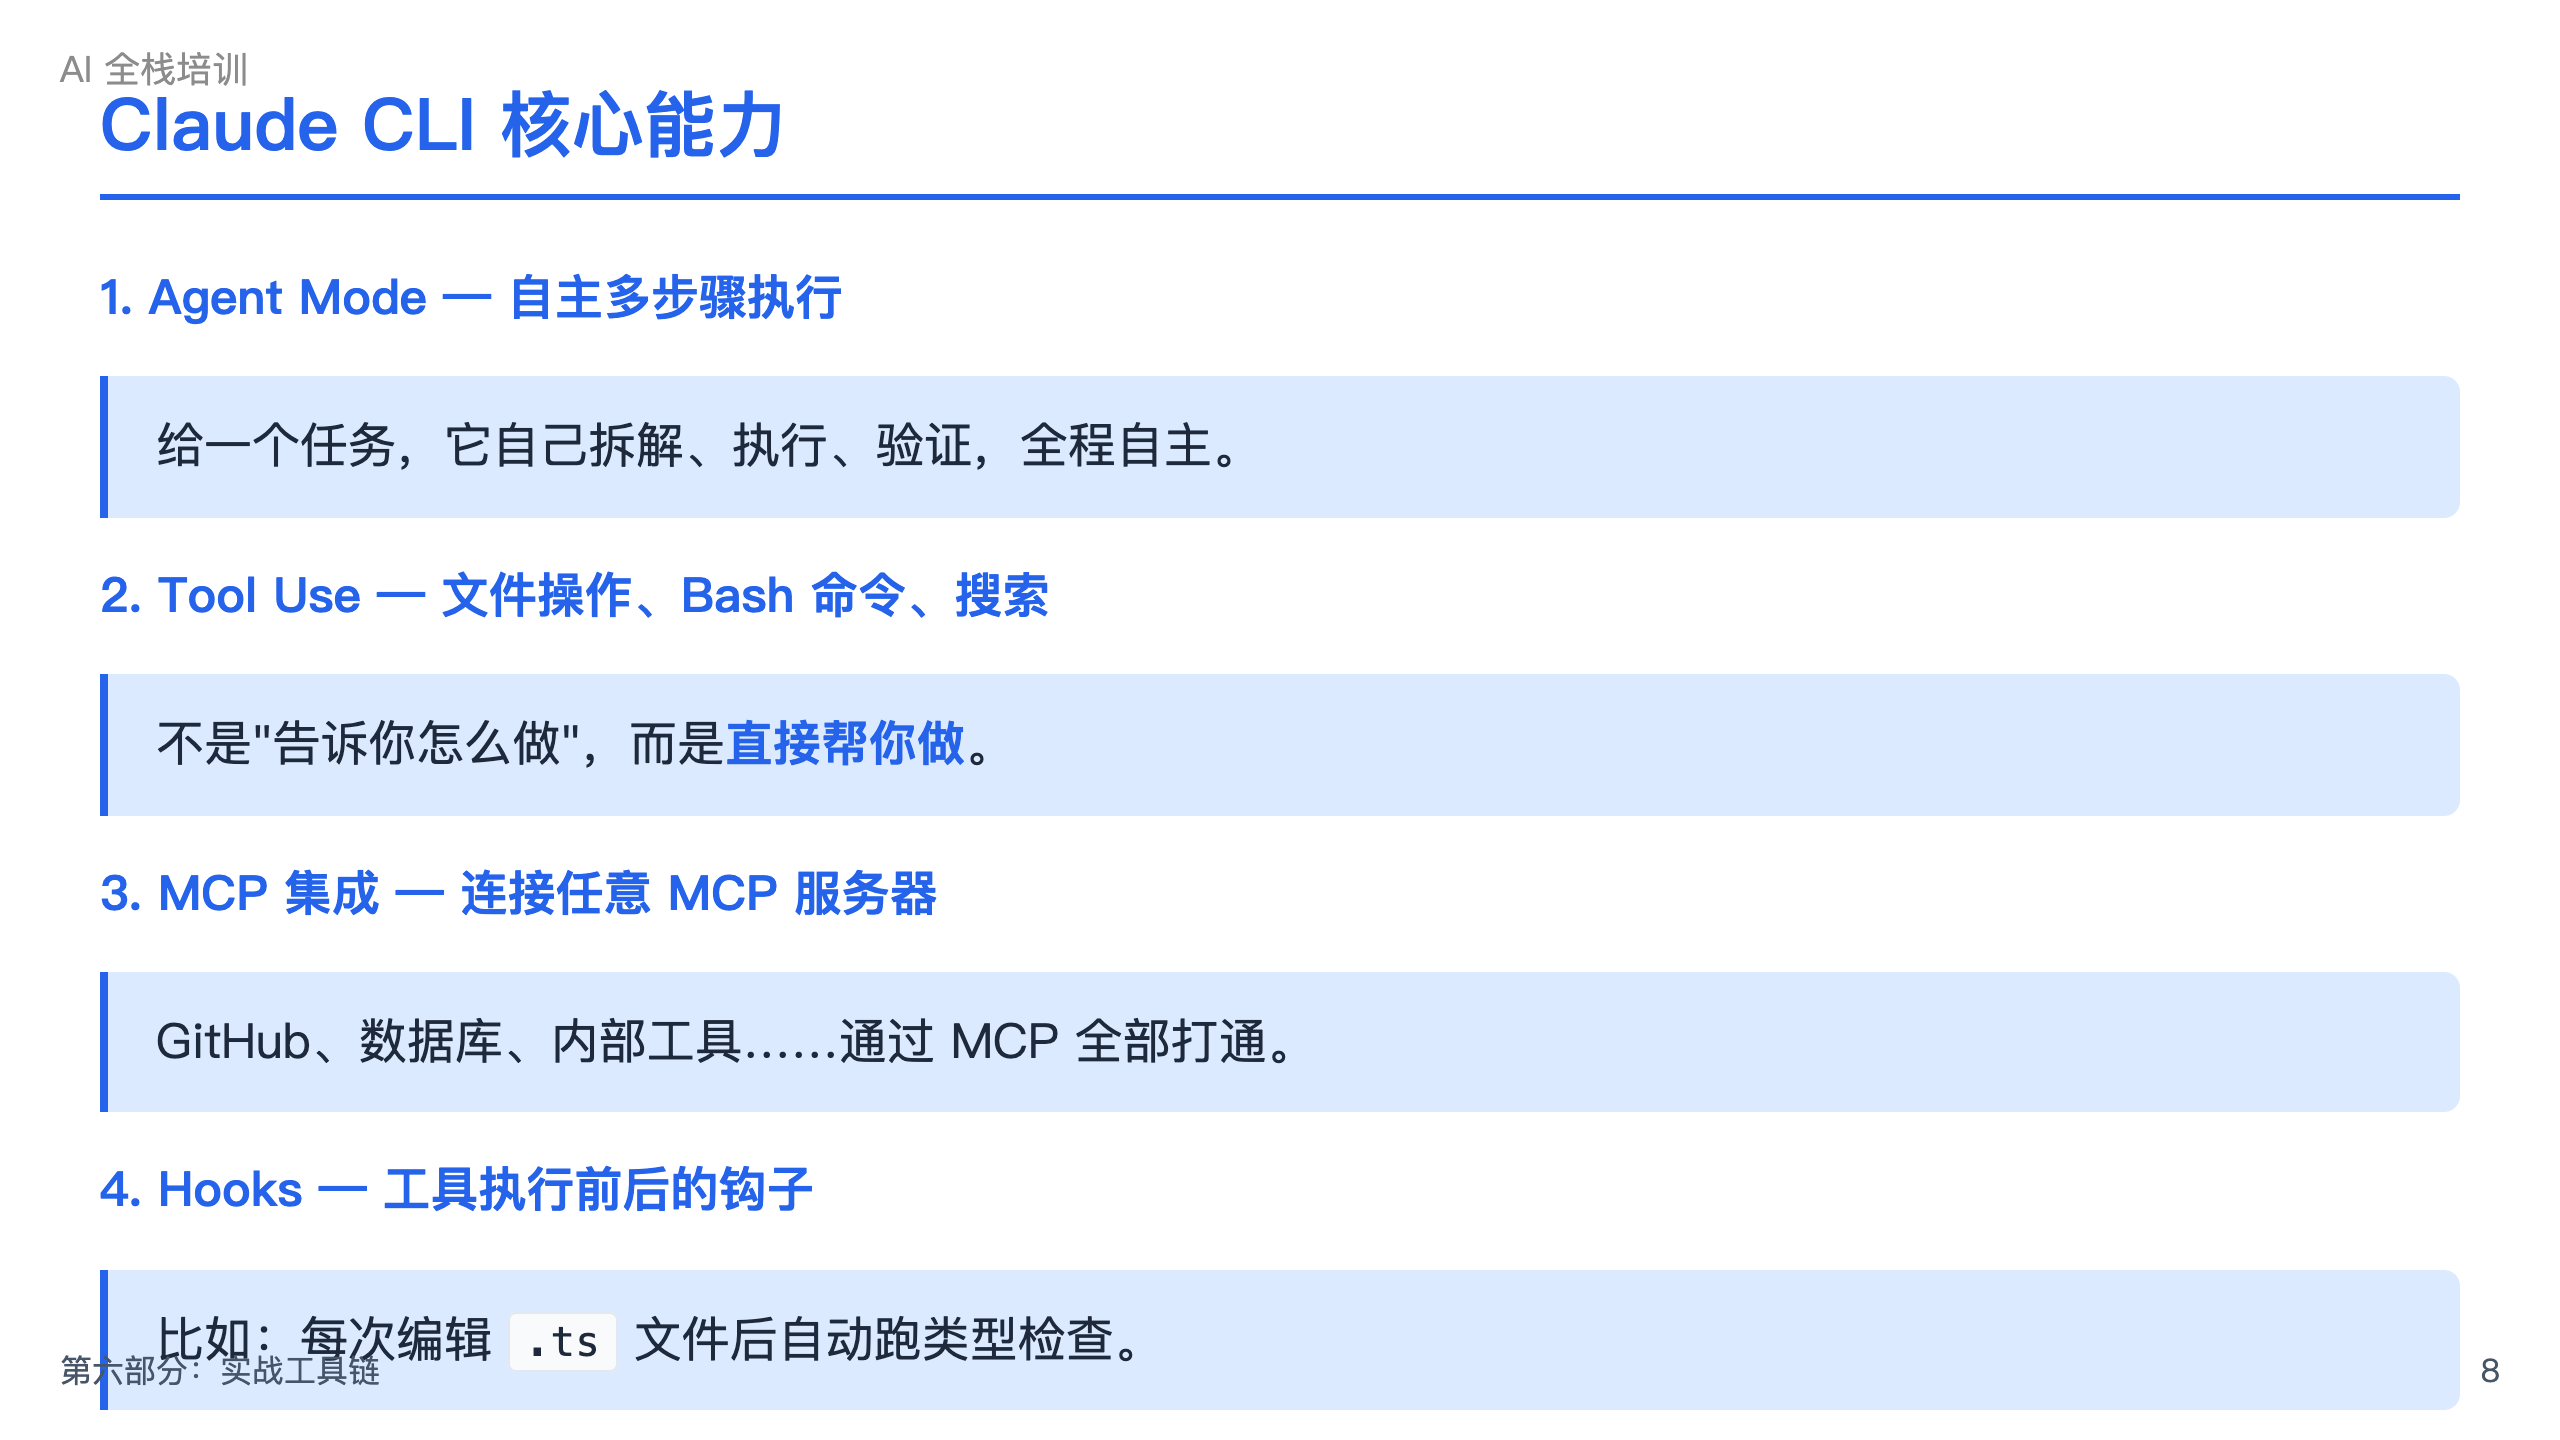 AI 全栈培训
Claude CLI 核心能力
1. Agent Mode — 自主多步骤执行
给一个任务，它自己拆解、执行、验证，全程自主。
2. Tool Use — 文件操作、Bash 命令、搜索
不是"告诉你怎么做"，而是直接帮你做。
3. MCP 集成 — 连接任意 MCP 服务器
GitHub、数据库、内部工具……通过 MCP 全部打通。
4. Hooks — 工具执行前后的钩子
比如：每次编辑 .ts 文件后自动跑类型检查。
第六部分：实战工具链
8